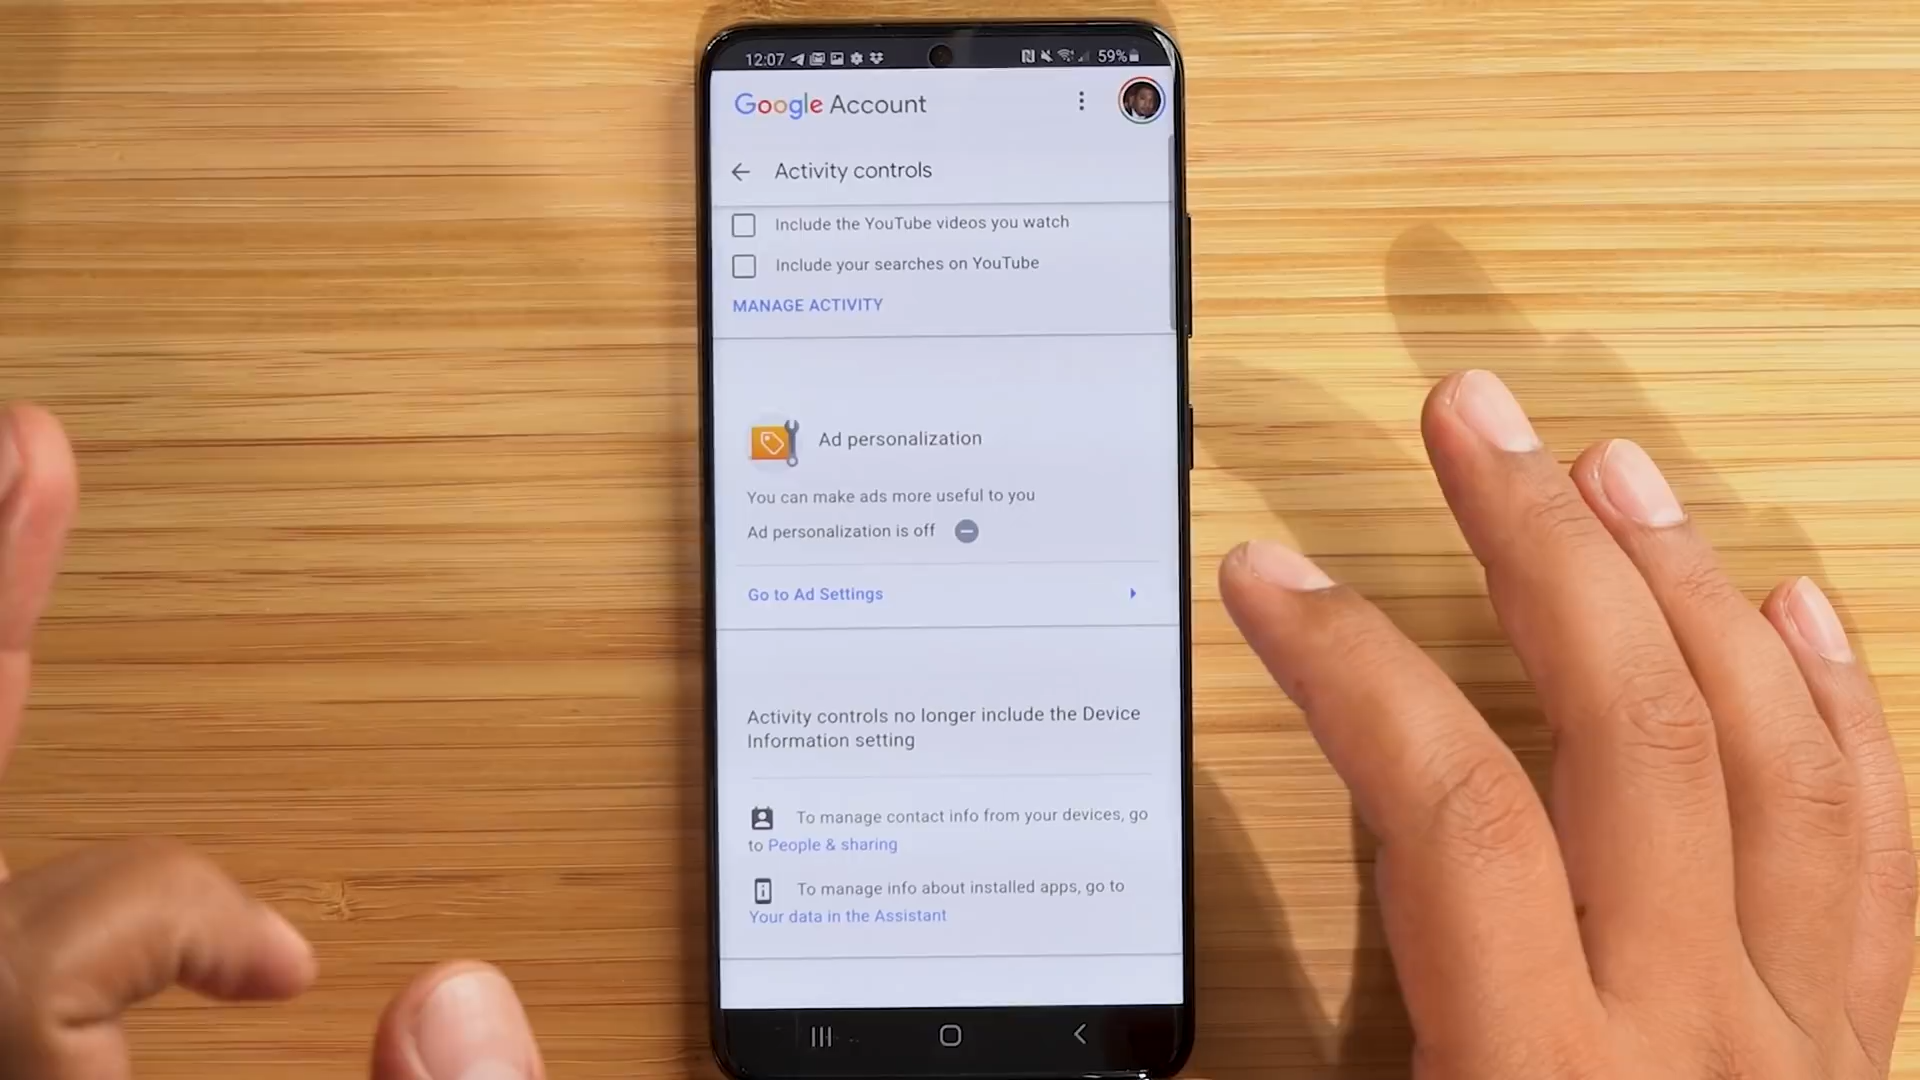 12:07 59%
Google Account
Activity controls
Include the YouTube videos you watch
Include your searches on YouTube
MANAGE ACTIVITY
Ad personalization
You can make ads more useful to you
Ad personalization is off
Go to Ad Settings
Activity controls no longer include the Device
Information setting
To manage contact info from your devices, go
to People & sharing
To manage info about installed apps, go to
Your data in the Assistant